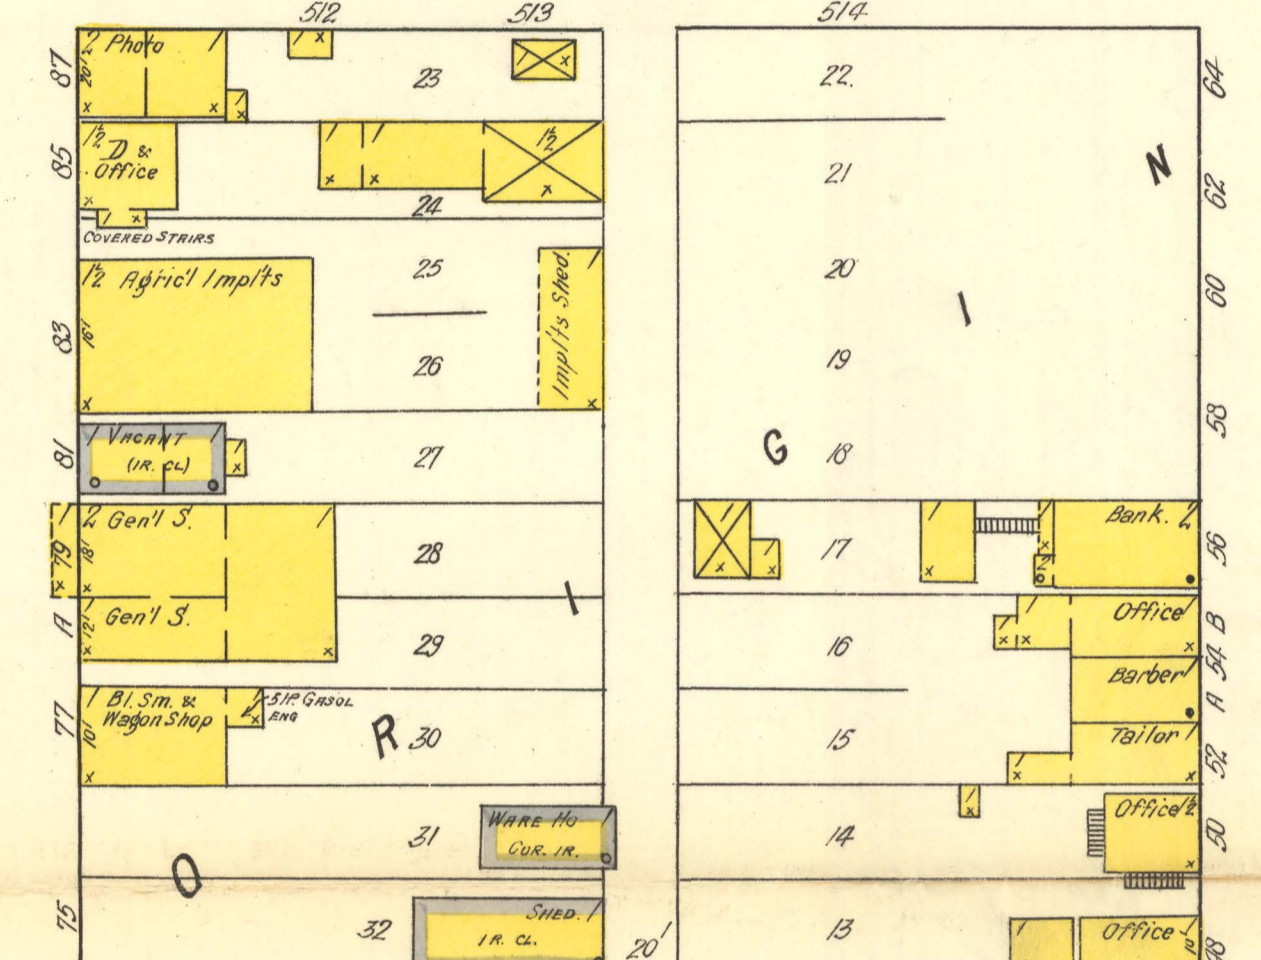 512 513 514
87 2 Photo / / x 23 / x 22. 64
20' x x / x
85 1½ D & Office / / 1½ 21 N 62
x / x x x x
24
COVERED STAIRS
25 20 60
1½ Agric'l Impl'ts Impl'ts Shed. / I
83 16' 26 19
x x
58
81 / VACANT / (IR. CL) / x 27 G 18
/ 2 Gen'l S. / / / / Bank. 2
79 18' 28 x x 17 x x 56
x
A 12' Gen'l S. I / / Office / B
x x 29 16 x x x 54
Barber / A
/ Bl. Sm. & Wagon Shop 5 H.P. GASOL ENG
77 10' x R 30 15 Tailor / 52
x x x
/ x
WARE HO / COR. IR. Office 1½
31 14 x 50
O
75 SHED. / IR. CL.
32 20' 13 / Office / 10' 48